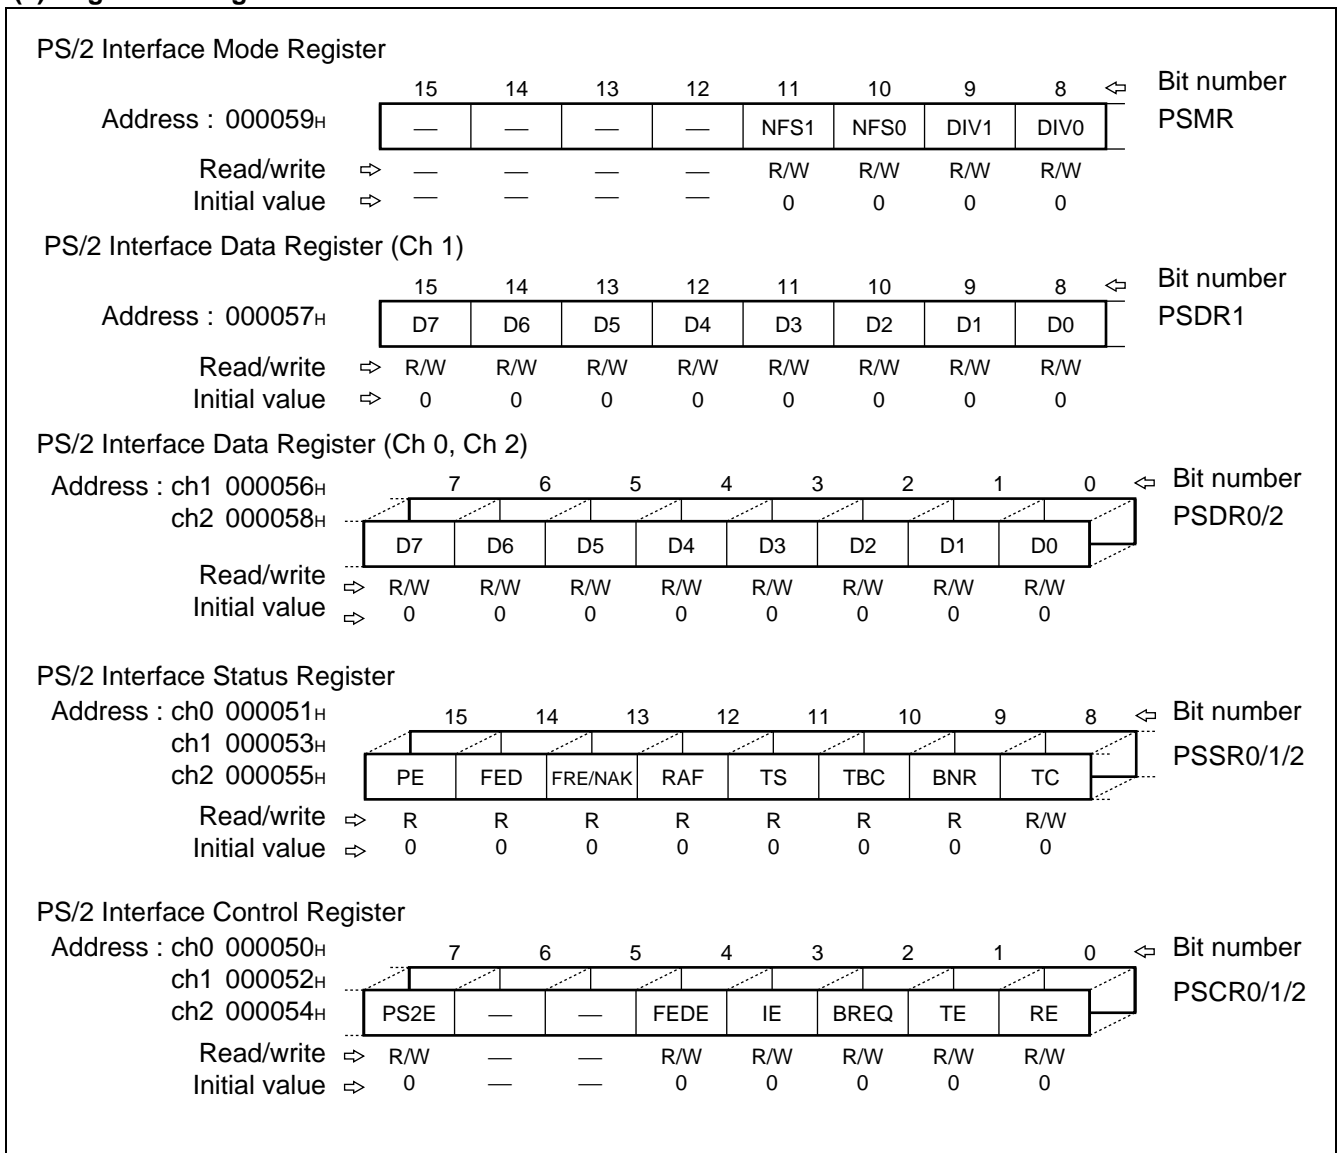 PS/2 Interface Mode Register
15 14 13 12 11 10 9 8 ⇦ Bit number
Address : 000059H — — — — NFS1 NFS0 DIV1 DIV0 PSMR
Read/write ⇨ — — — — R/W R/W R/W R/W
Initial value ⇨ — — — — 0 0 0 0
PS/2 Interface Data Register (Ch 1)
15 14 13 12 11 10 9 8 ⇦ Bit number
Address : 000057H D7 D6 D5 D4 D3 D2 D1 D0 PSDR1
Read/write ⇨ R/W R/W R/W R/W R/W R/W R/W R/W
Initial value ⇨ 0 0 0 0 0 0 0 0
PS/2 Interface Data Register (Ch 0, Ch 2)
Address : ch1 000056H 7 6 5 4 3 2 1 0 ⇦ Bit number
ch2 000058H PSDR0/2
D7 D6 D5 D4 D3 D2 D1 D0
Read/write ⇨ R/W R/W R/W R/W R/W R/W R/W R/W
Initial value ⇨ 0 0 0 0 0 0 0 0
PS/2 Interface Status Register
Address : ch0 000051H 15 14 13 12 11 10 9 8 ⇦ Bit number
ch1 000053H PSSR0/1/2
ch2 000055H PE FED FRE/NAK RAF TS TBC BNR TC
Read/write ⇨ R R R R R R R R/W
Initial value ⇨ 0 0 0 0 0 0 0 0
PS/2 Interface Control Register
Address : ch0 000050H 7 6 5 4 3 2 1 0 ⇦ Bit number
ch1 000052H PSCR0/1/2
ch2 000054H PS2E — — FEDE IE BREQ TE RE
Read/write ⇨ R/W — — R/W R/W R/W R/W R/W
Initial value ⇨ 0 — — 0 0 0 0 0